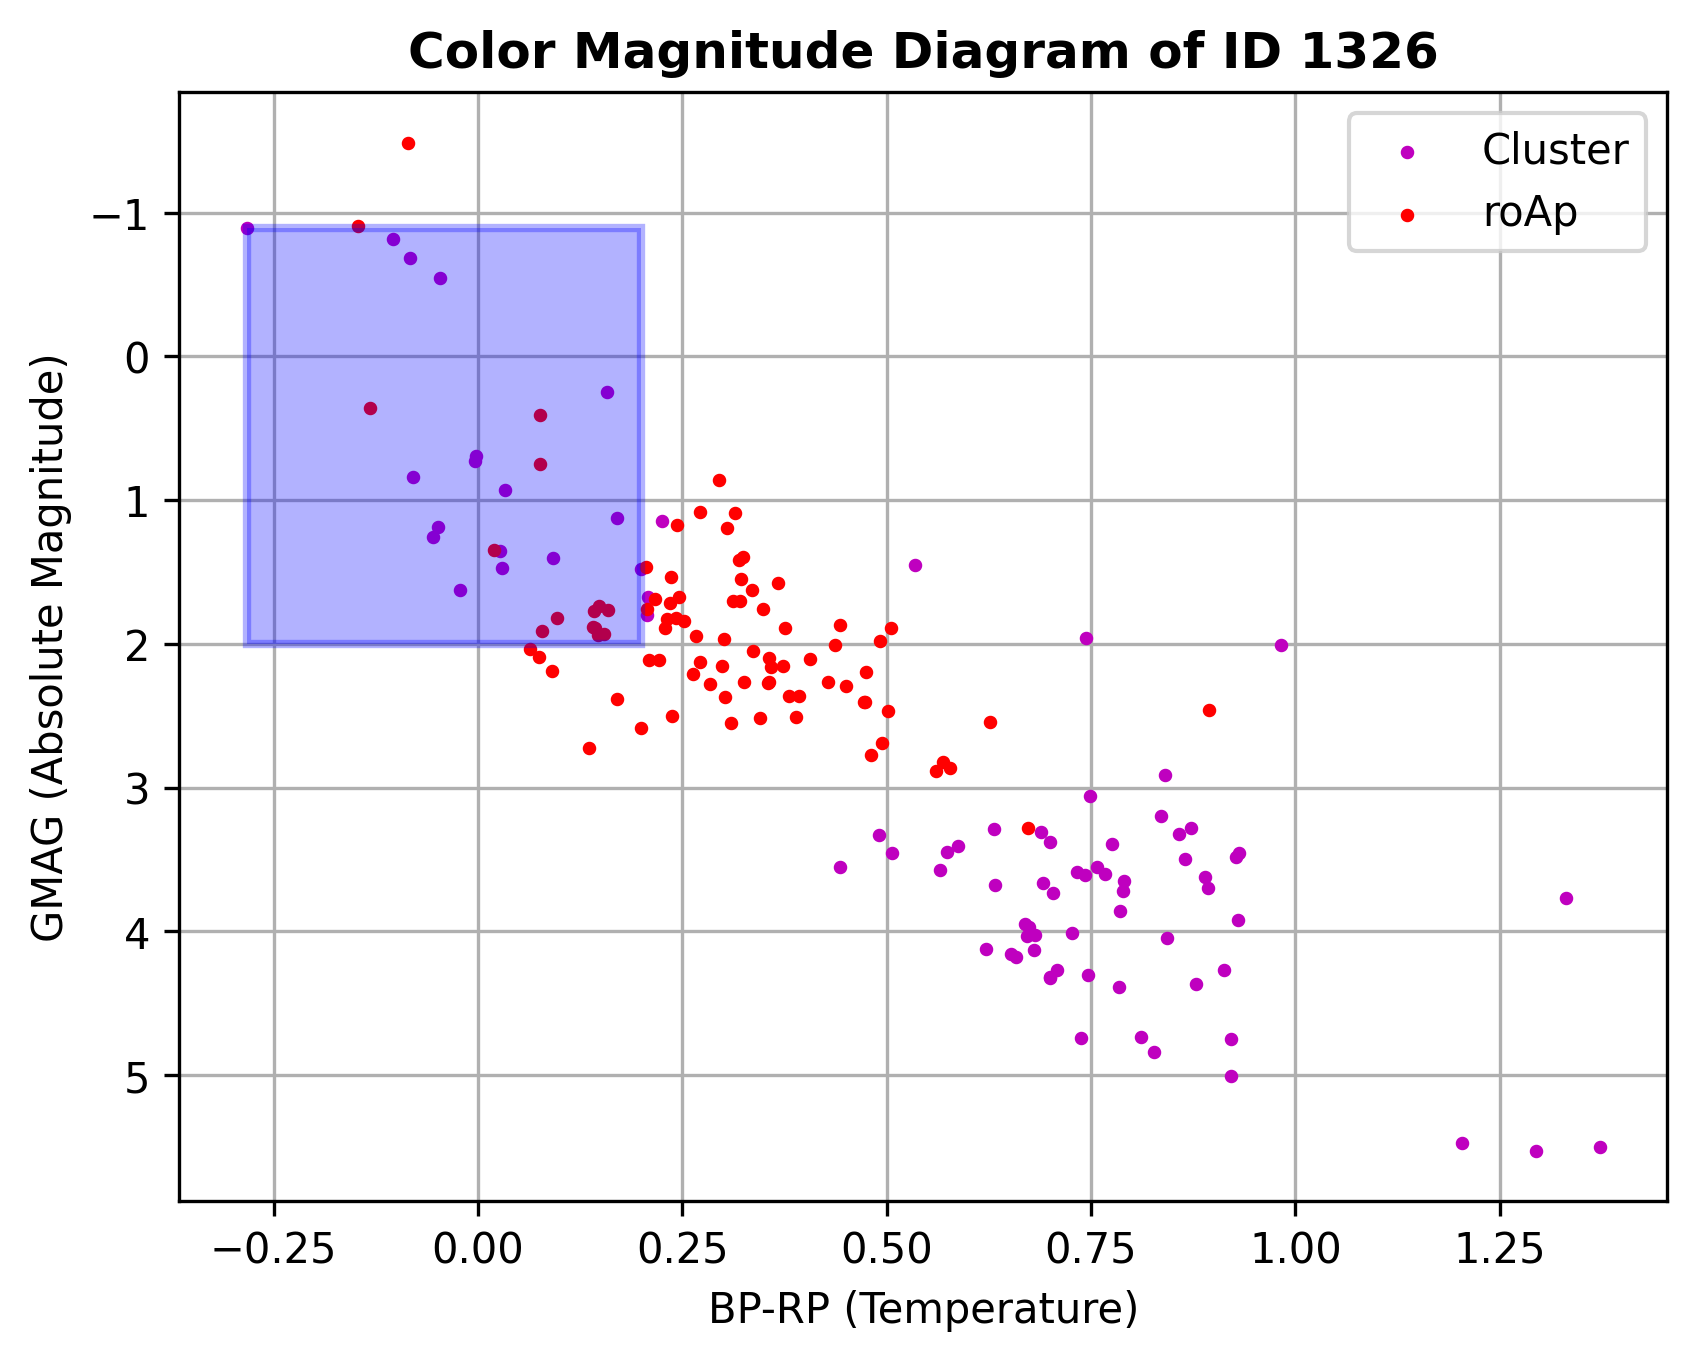 Color Magnitude Diagram of ID 1326
Cluster
roAp
−1
0
1
2
3
4
5
GMAG (Absolute Magnitude)
−0.25 0.00 0.25 0.50 0.75 1.00 1.25
BP-RP (Temperature)